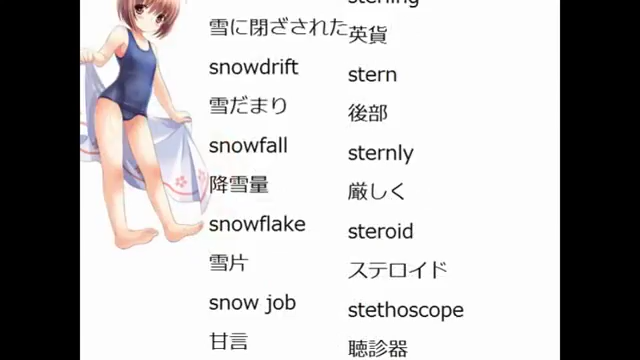 雪に閉ざされた
snowdrift
雪だまり
snowfall
降雪量
snowflake
雪片
snow job
甘言
sterling
英貨
stern
後部
sternly
厳しく
steroid
ステロイド
stethoscope
聴診器